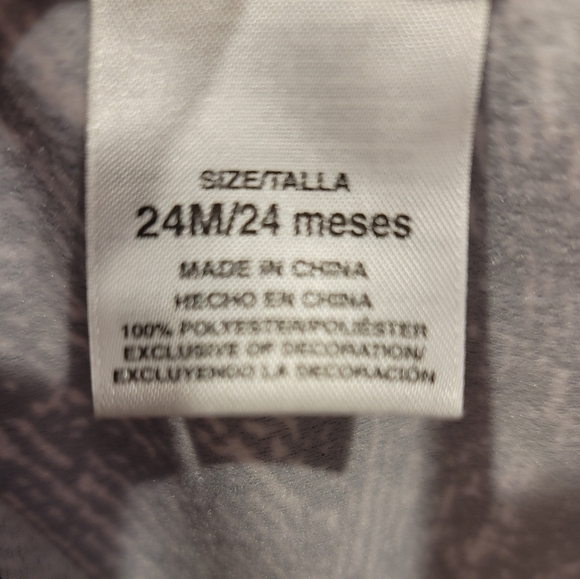 SIZE/TALLA
24M/24 meses
MADE IN CHINA
HECHO EN CHINA
100% POLYESTER/POLIÉSTER
EXCLUSIVE OF DECORATION/
EXCLUYENDO LA DECORACIÓN